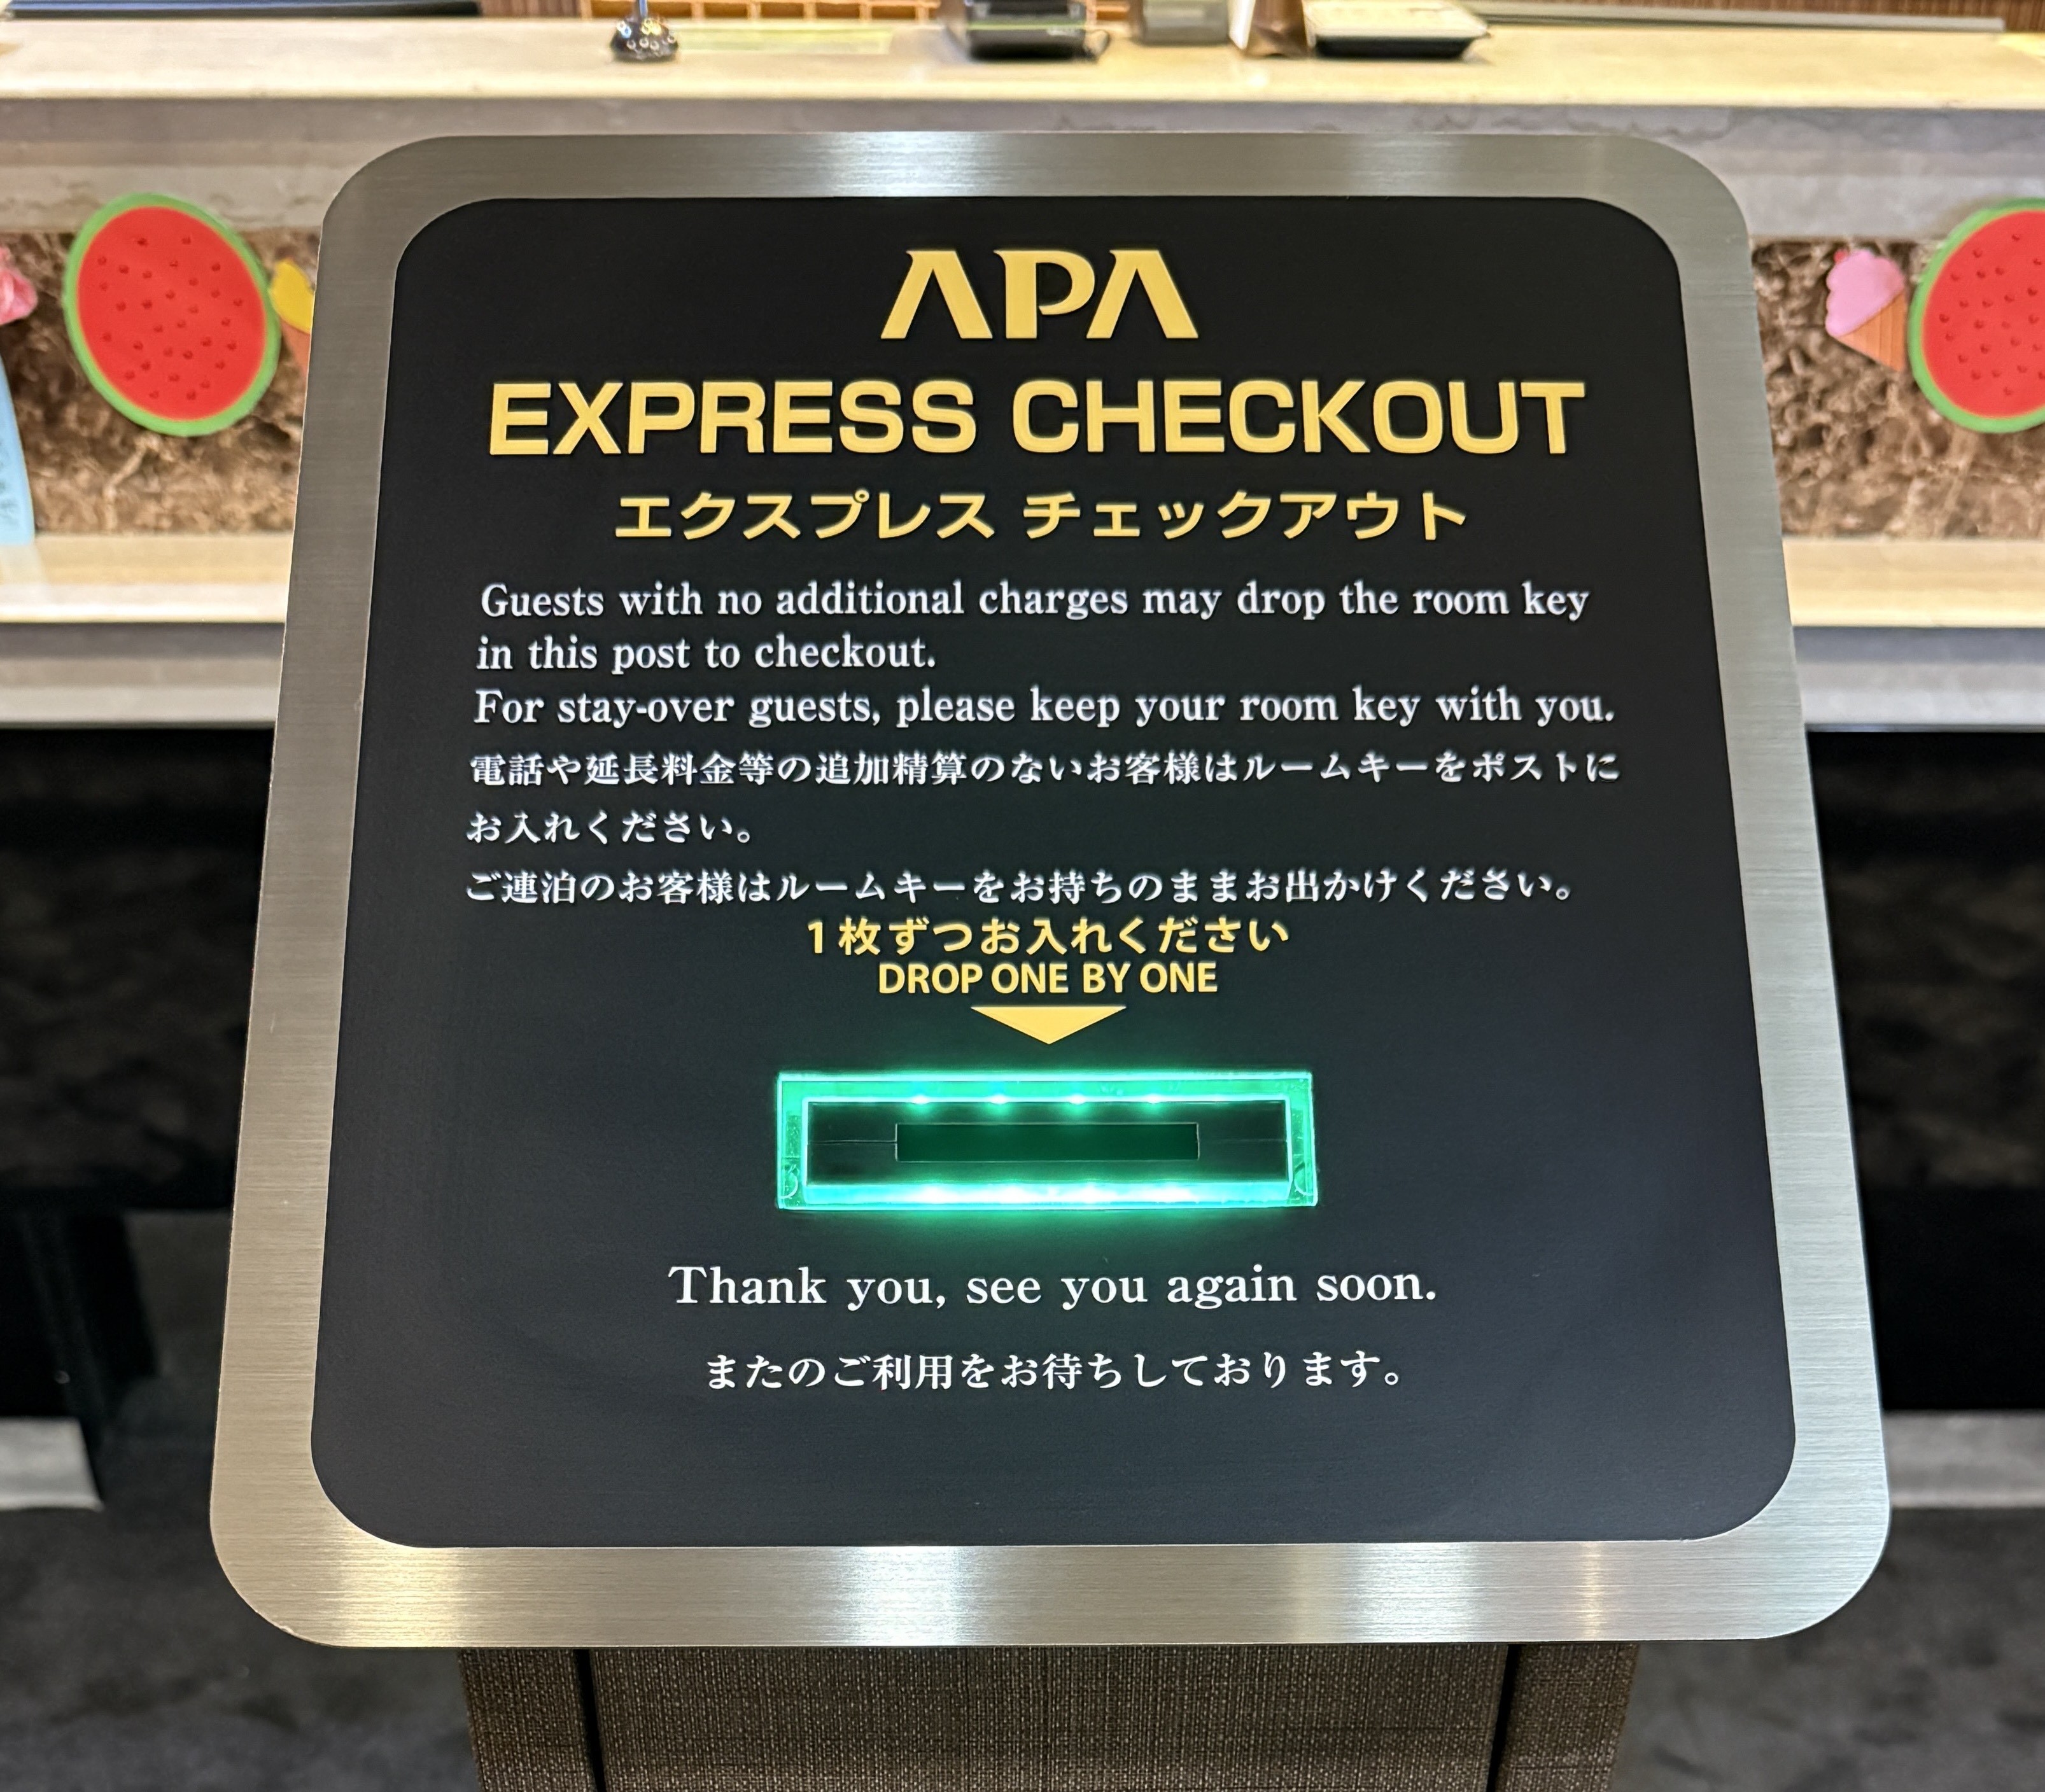 APA
EXPRESS CHECKOUT
エクスプレス チェックアウト
Guests with no additional charges may drop the room key
in this post to checkout.
For stay-over guests, please keep your room key with you.
電話や延長料金等の追加精算のないお客様はルームキーをポストに
お入れください。
ご連泊のお客様はルームキーをお持ちのままお出かけください。
1枚ずつお入れください
DROP ONE BY ONE
Thank you, see you again soon.
またのご利用をお待ちしております。